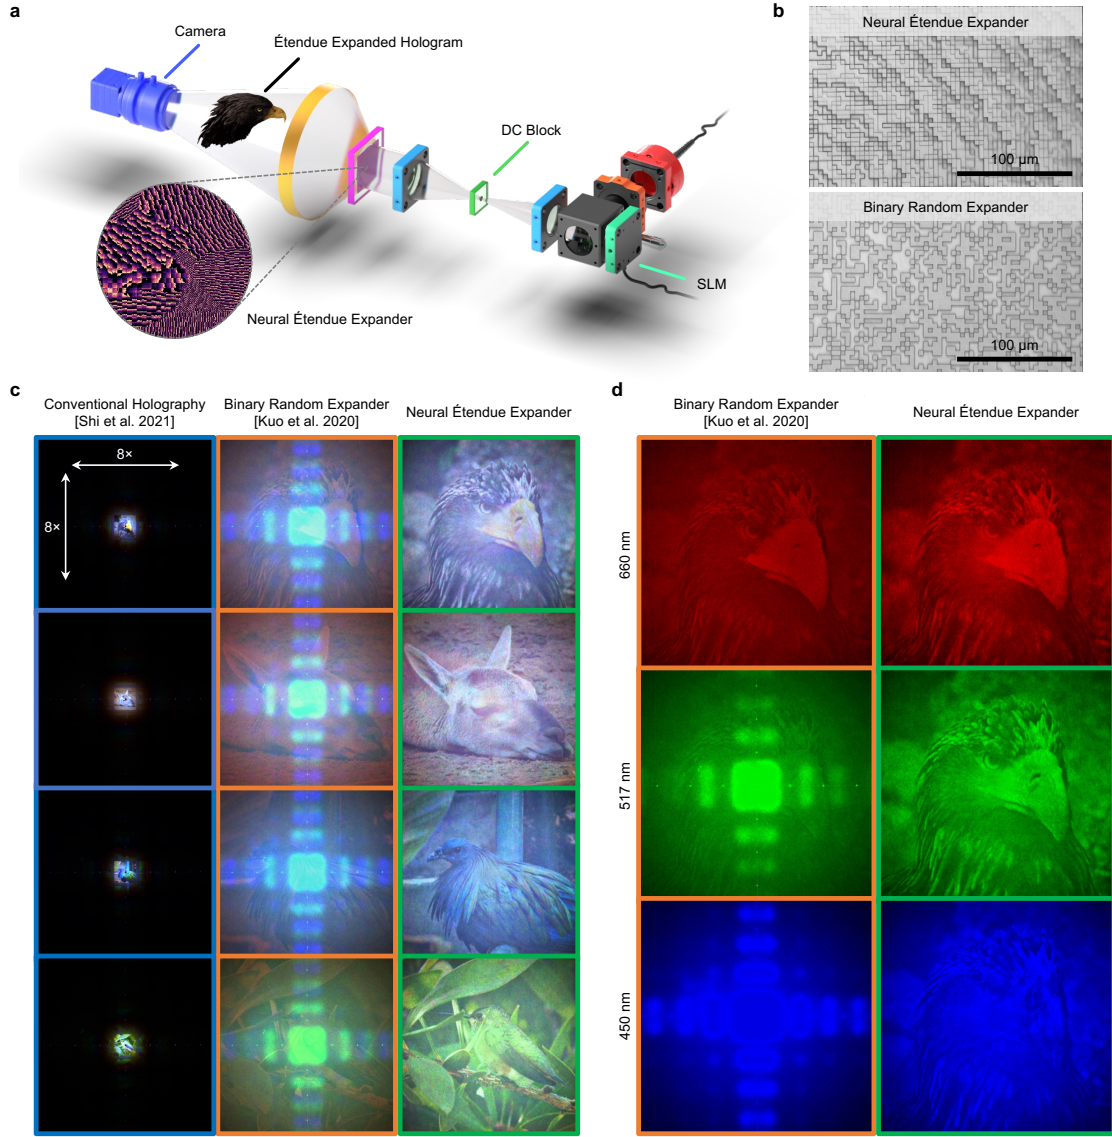 a
Camera
Étendue Expanded Hologram
DC Block
SLM
Neural Étendue Expander
b
Neural Étendue Expander
100 µm
Binary Random Expander
100 µm
c
Conventional Holography
[Shi et al. 2021]
Binary Random Expander
[Kuo et al. 2020]
Neural Étendue Expander
8×
8×
d
Binary Random Expander
[Kuo et al. 2020]
Neural Étendue Expander
660 nm
517 nm
450 nm